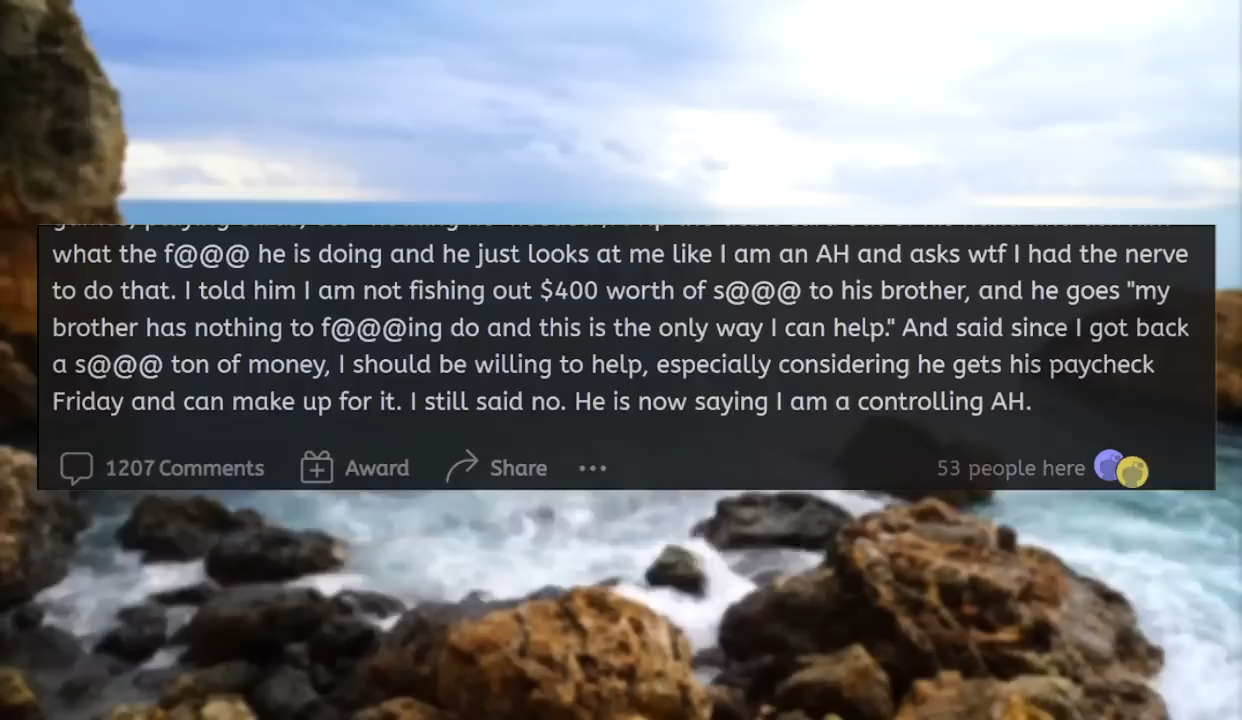 what the f@@@ he is doing and he just looks at me like I am an AH and asks wtf I had the nerve
to do that. I told him I am not fishing out $400 worth of s@@@ to his brother, and he goes "my
brother has nothing to f@@@ing do and this is the only way I can help." And said since I got back
a s@@@ ton of money, I should be willing to help, especially considering he gets his paycheck
Friday and can make up for it. I still said no. He is now saying I am a controlling AH.
1207 Comments Award Share ••• 53 people here